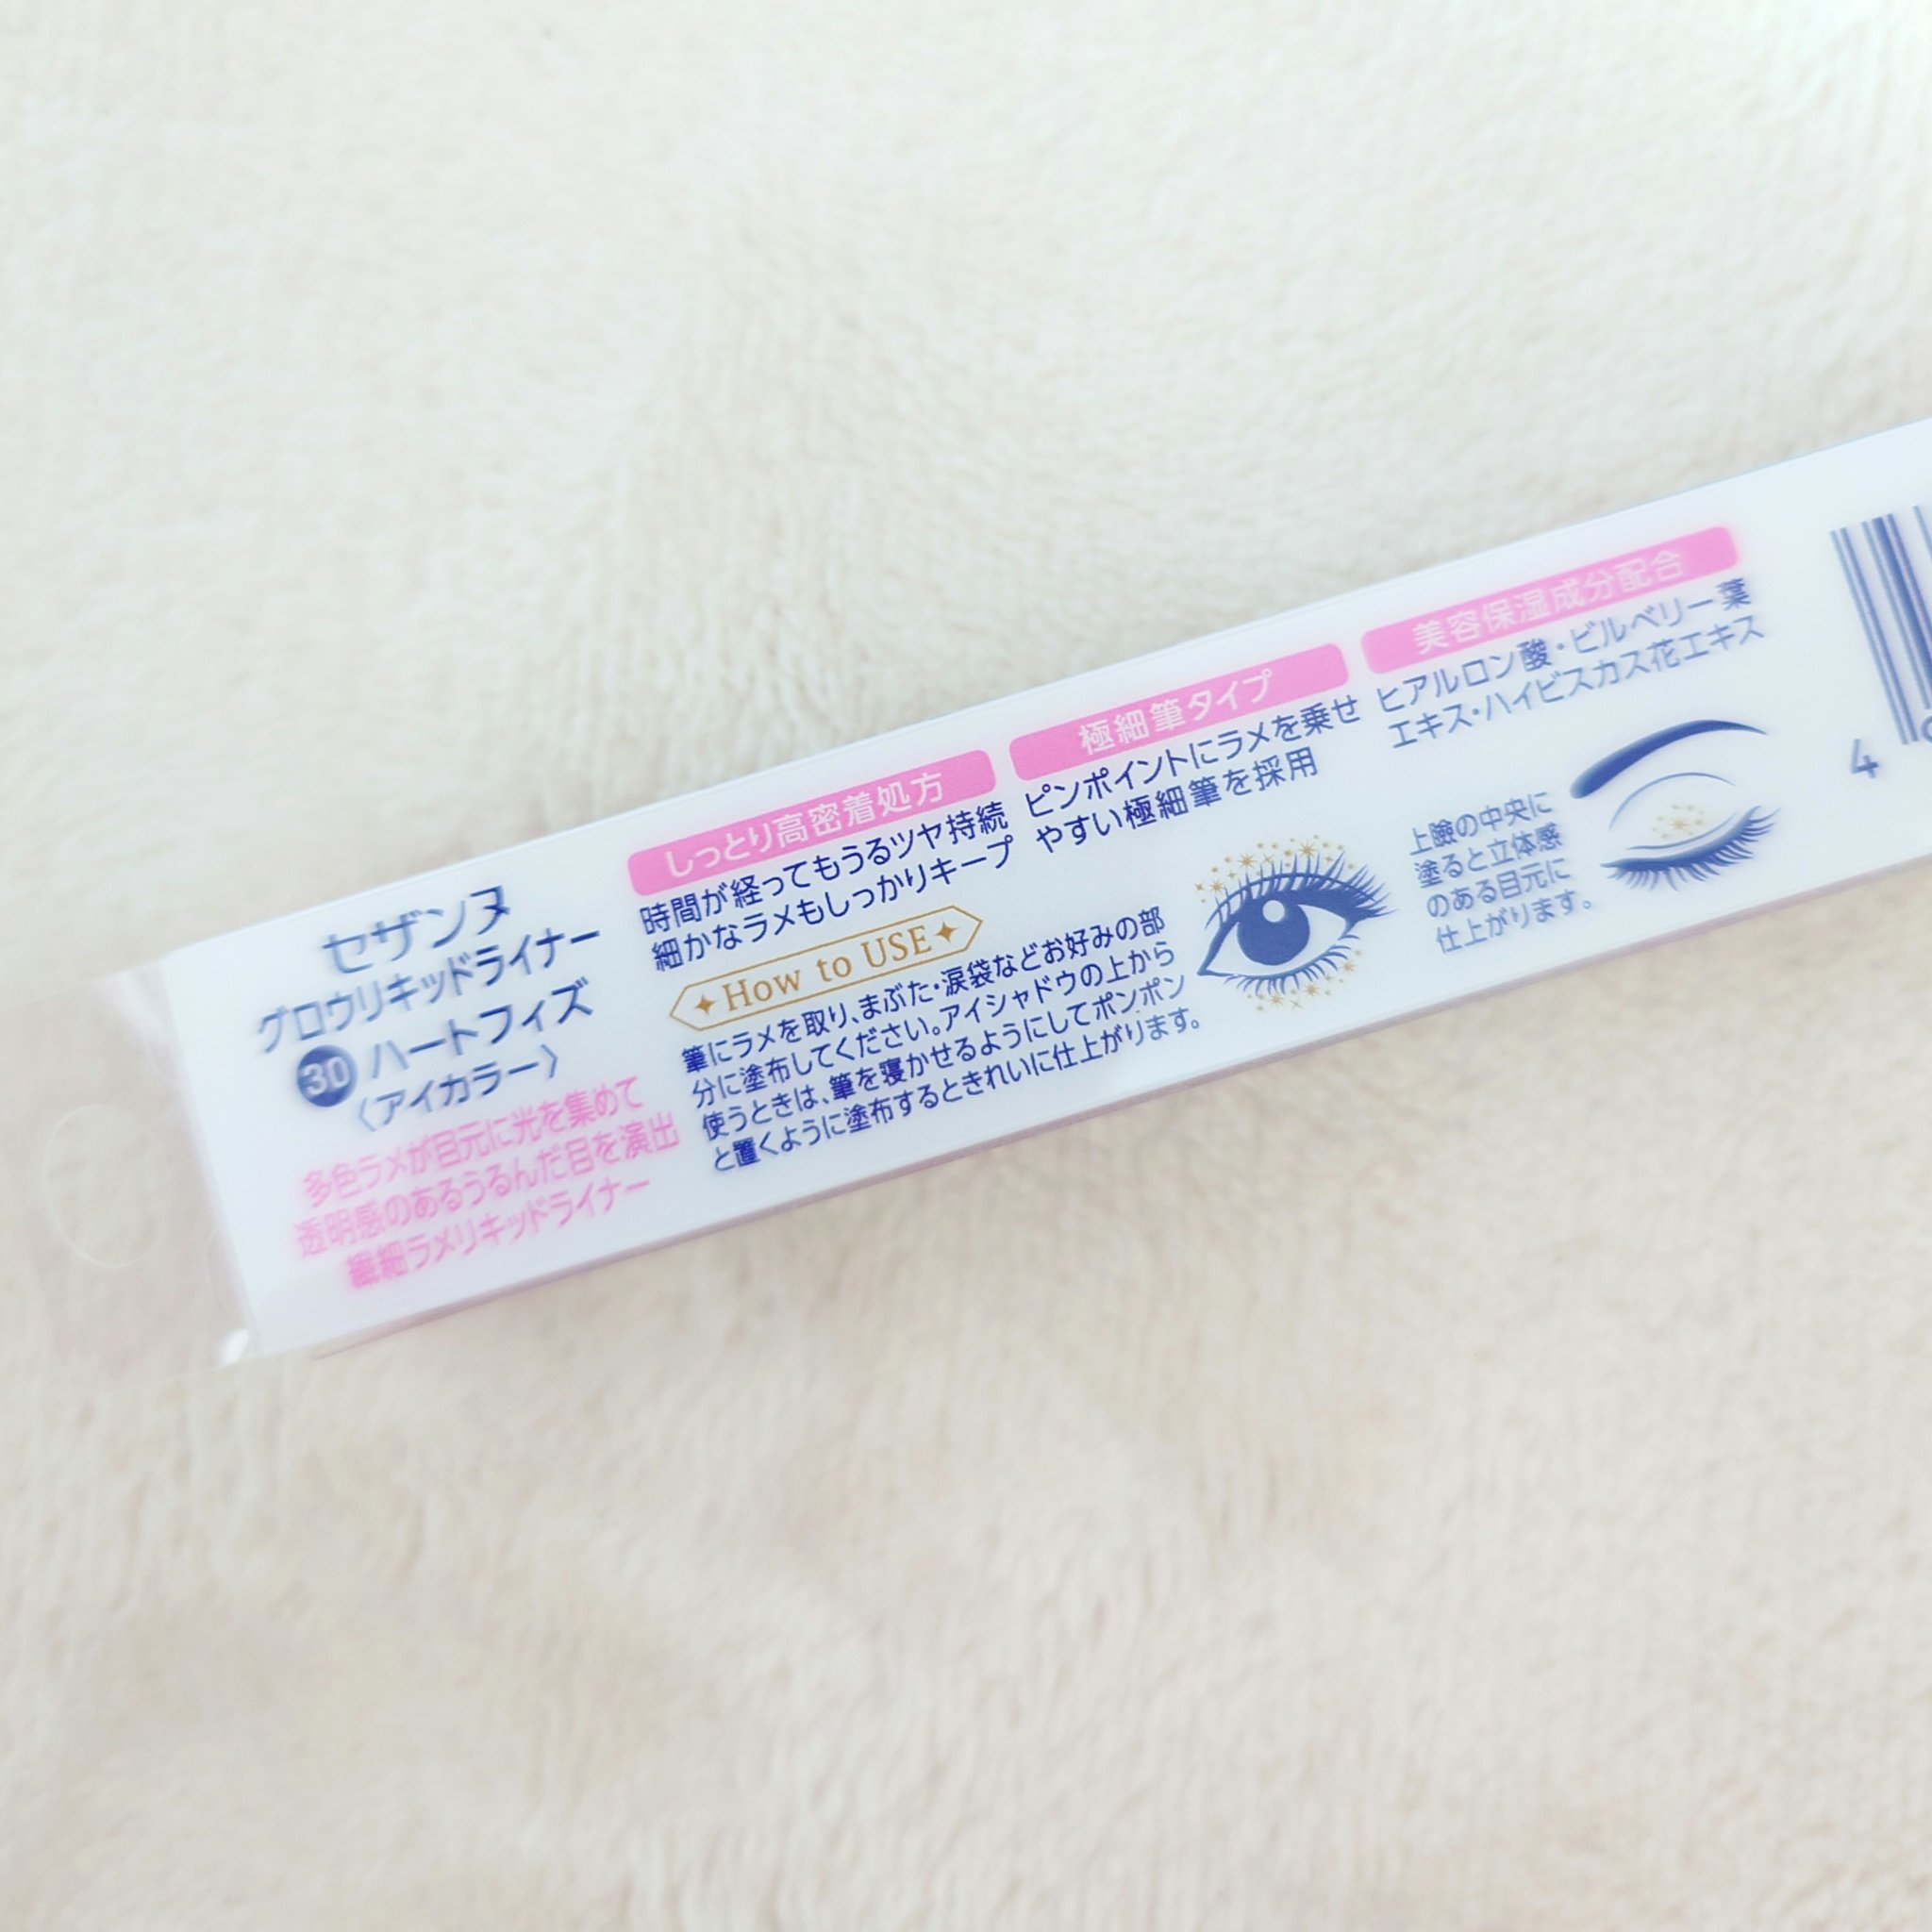 セザンヌ
グロウリキッドライナー
30 ハートフィズ
〈アイカラー〉
多色ラメが目元に光を集めて
透明感のあるうるんだ目を演出
繊細ラメリキッドライナー
しっとり高密着処方
時間が経ってもうるツヤ持続
細かなラメもしっかりキープ
極細筆タイプ
ピンポイントにラメを乗せ
やすい極細筆を採用
美容保湿成分配合
ヒアルロン酸・ビルベリー葉
エキス・ハイビスカス花エキス
How to USE
筆にラメを取り、まぶた・涙袋などお好みの部
分に塗布してください。アイシャドウの上から
使うときは、筆を寝かせるようにしてポンポン
と置くように塗布するときれいに仕上がります。
上瞼の中央に
塗ると立体感
のある目元に
仕上がります。
4